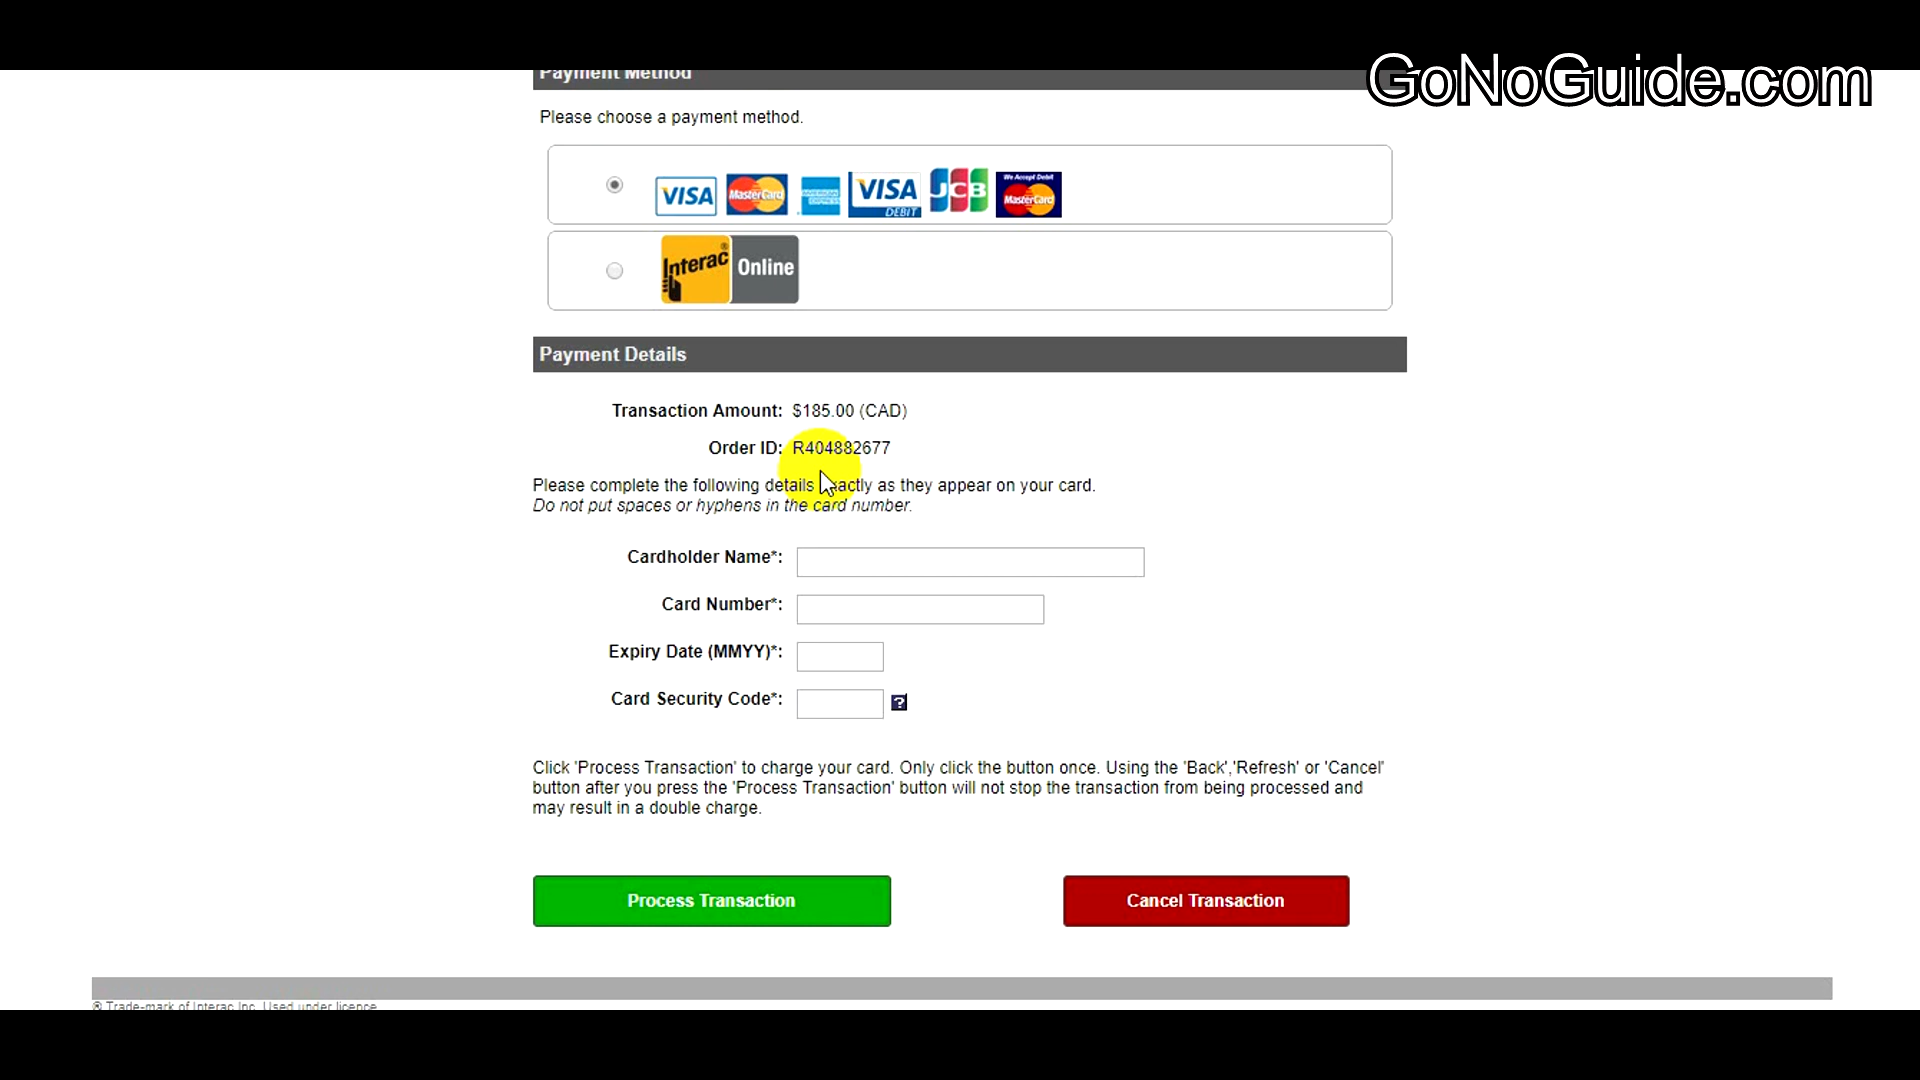 GoNoGuide.com
Payment Method
Please choose a payment method.
VISA MasterCard AMERICAN EXPRESS VISA DEBIT JCB We Accept Debit MasterCard
Interac® Online
Payment Details
Transaction Amount: $185.00 (CAD)
Order ID: R404882677
Please complete the following details exactly as they appear on your card.
Do not put spaces or hyphens in the card number.
Cardholder Name*:
Card Number*:
Expiry Date (MMYY)*:
Card Security Code*: ?
Click 'Process Transaction' to charge your card. Only click the button once. Using the 'Back','Refresh' or 'Cancel'
button after you press the 'Process Transaction' button will not stop the transaction from being processed and
may result in a double charge.
Process Transaction Cancel Transaction
® Trade-mark of Interac Inc. Used under licence